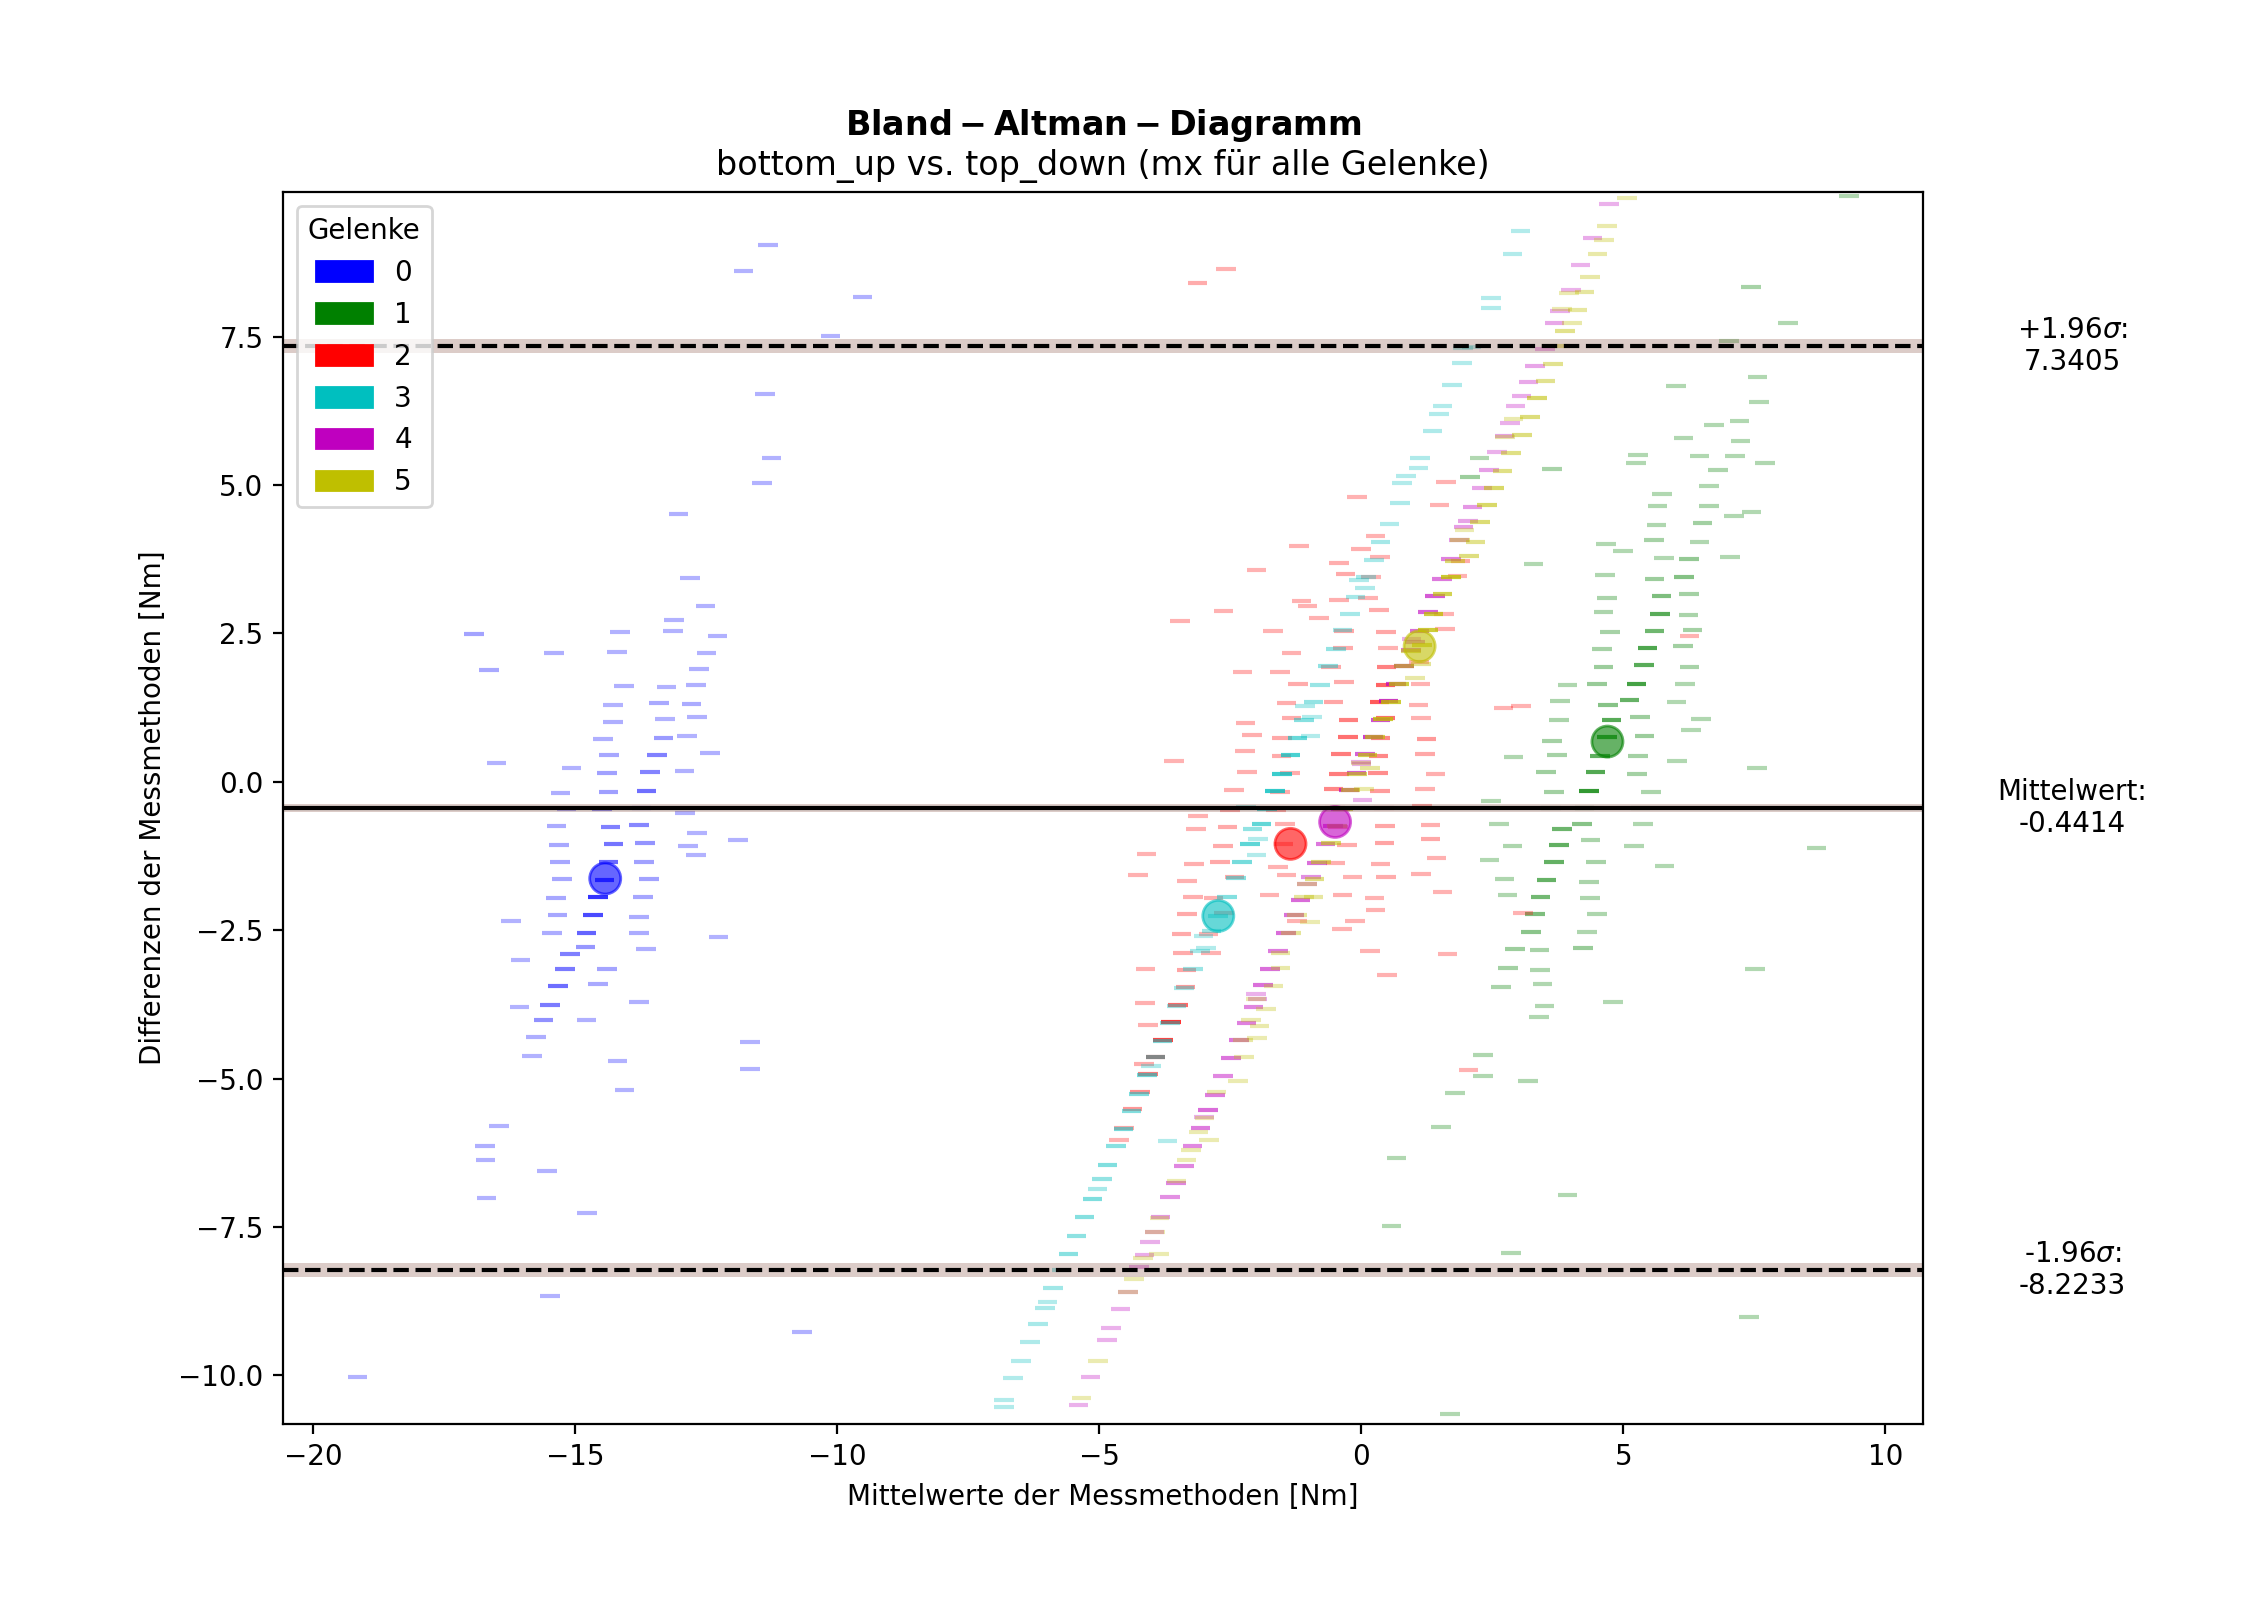 Bland – Altman – Diagramm
bottom_up vs. top_down (mx für alle Gelenke)
Gelenke
0
1
2
3
4
5
7.5
5.0
2.5
0.0
−2.5
−5.0
−7.5
−10.0
Differenzen der Messmethoden [Nm]
+1.96σ:
7.3405
Mittelwert:
-0.4414
-1.96σ:
-8.2233
−20 −15 −10 −5 0 5 10
Mittelwerte der Messmethoden [Nm]